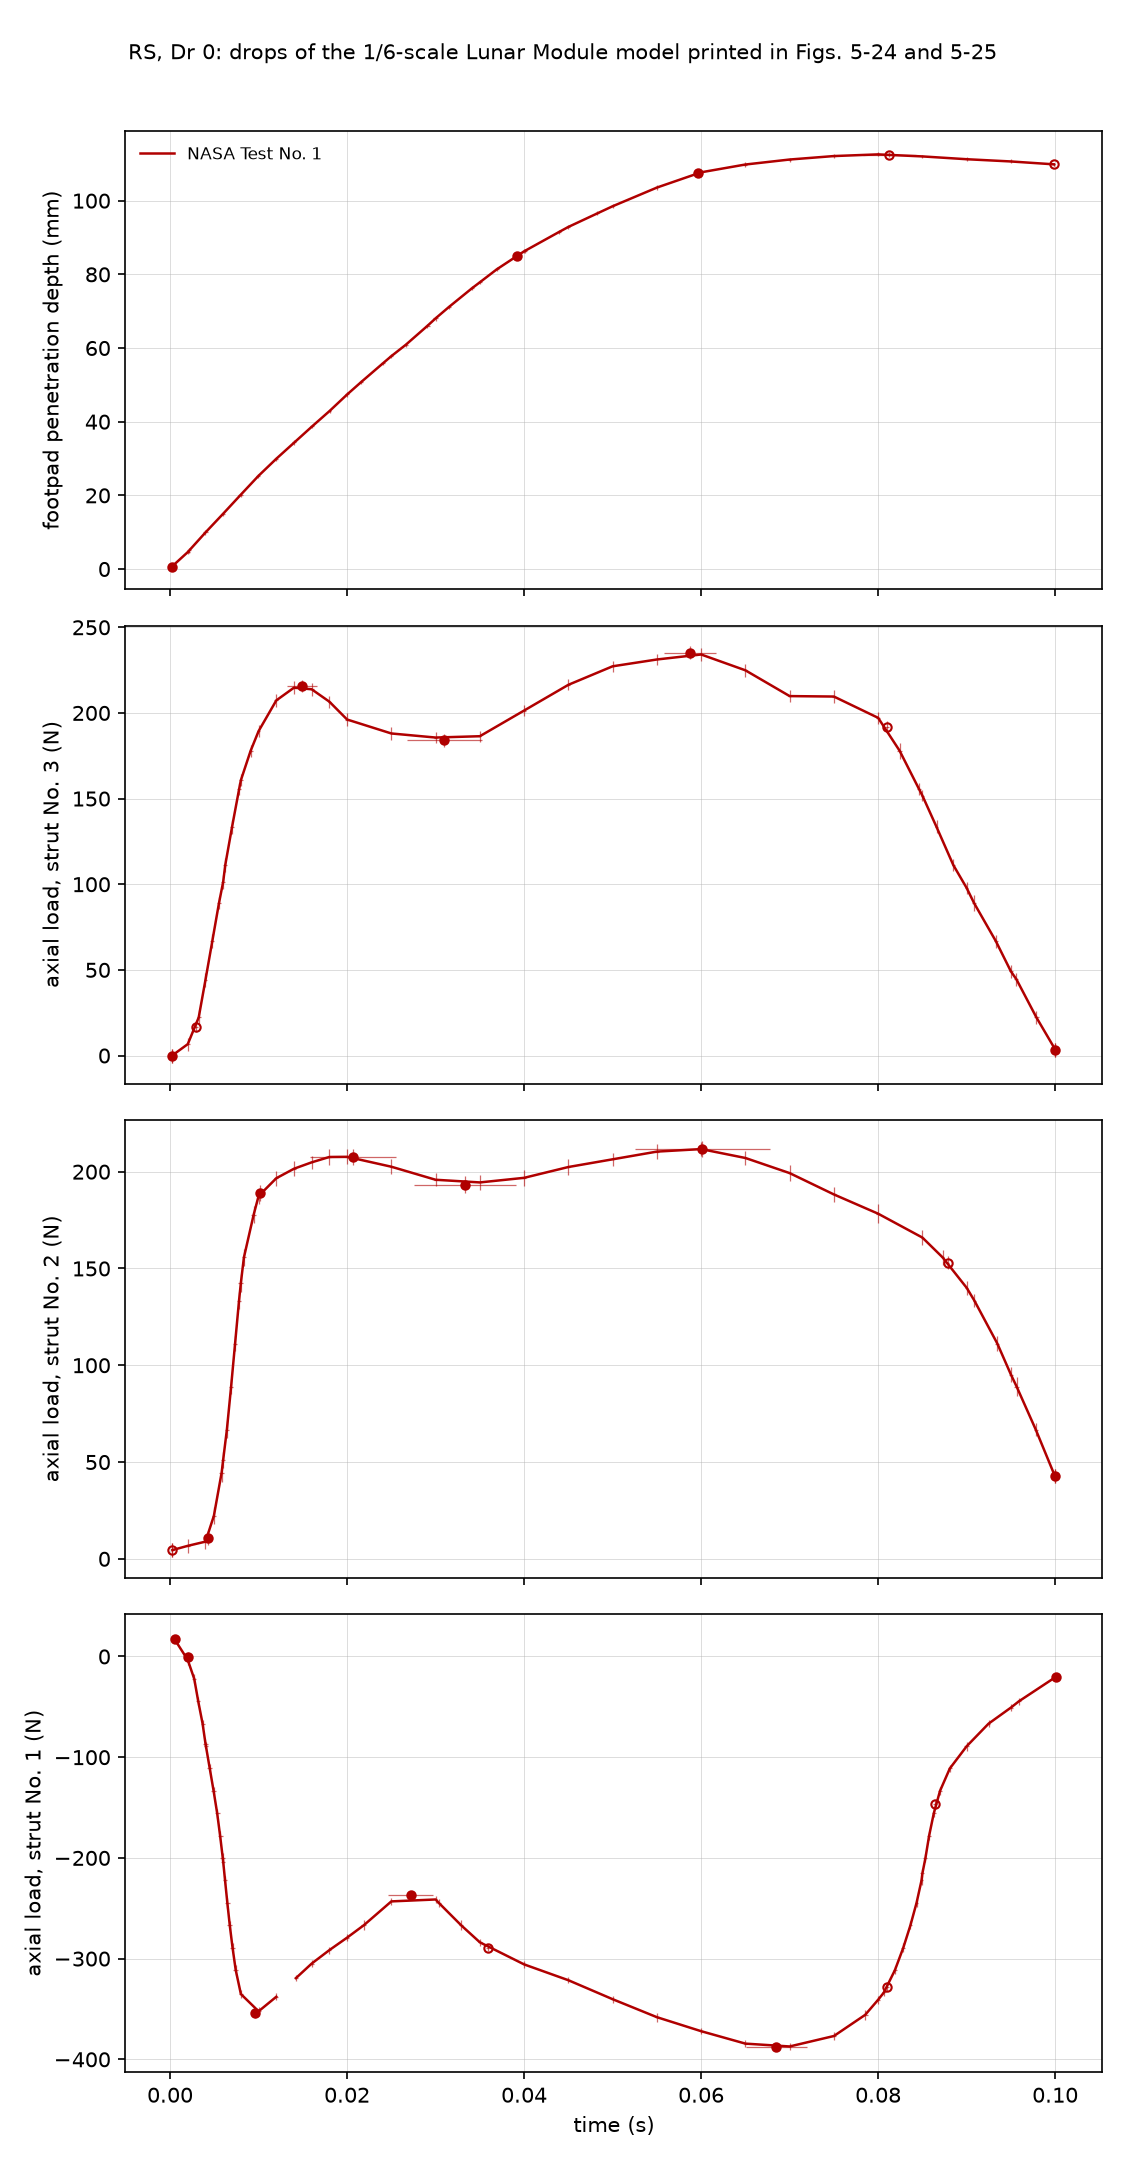 RS, Dr 0: drops of the 1/6-scale Lunar Module model printed in Figs. 5-24 and 5-25
NASA Test No. 1
footpad penetration depth (mm)
100
80
60
40
20
0
axial load, strut No. 3 (N)
250
200
150
100
50
0
axial load, strut No. 2 (N)
200
150
100
50
0
axial load, strut No. 1 (N)
0
−100
−200
−300
−400
0.00 0.02 0.04 0.06 0.08 0.10
time (s)